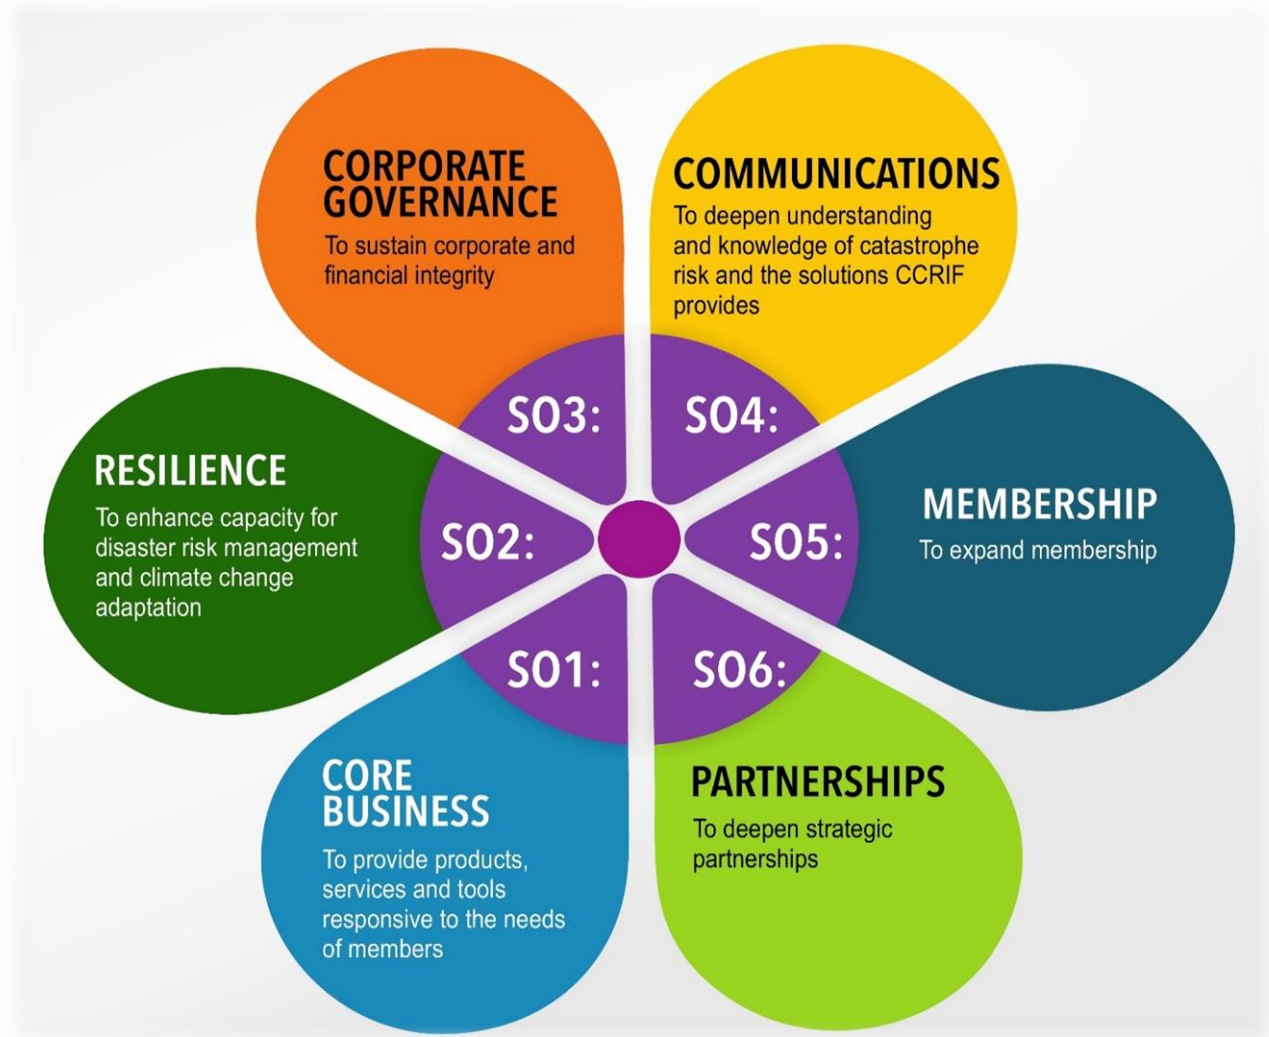 CORPORATE
GOVERNANCE
To sustain corporate and
financial integrity
COMMUNICATIONS
To deepen understanding
and knowledge of catastrophe
risk and the solutions CCRIF
provides
SO3:
SO4:
RESILIENCE
To enhance capacity for
disaster risk management
and climate change
adaptation
SO2:
SO5:
MEMBERSHIP
To expand membership
SO1:
SO6:
CORE
BUSINESS
To provide products,
services and tools
responsive to the needs
of members
PARTNERSHIPS
To deepen strategic
partnerships